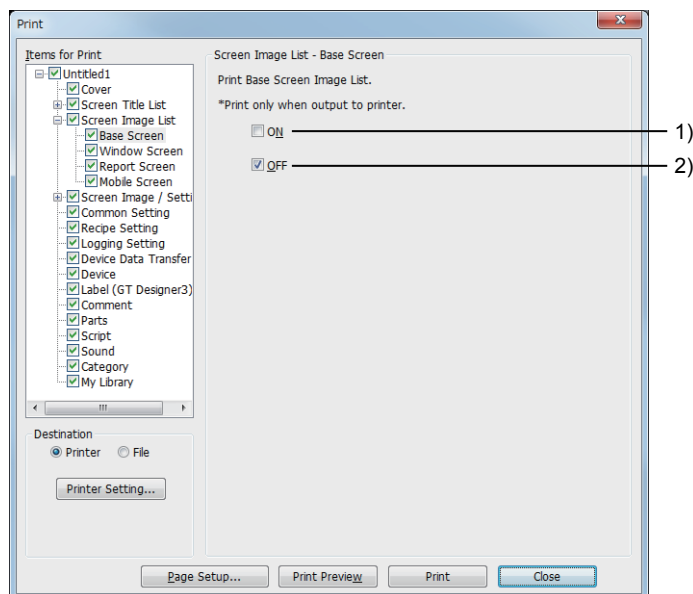 Print
Items for Print
Untitled1
Cover
Screen Title List
Screen Image List
Base Screen
Window Screen
Report Screen
Mobile Screen
Screen Image / Setti
Common Setting
Recipe Setting
Logging Setting
Device Data Transfer
Device
Label (GT Designer3)
Comment
Parts
Script
Sound
Category
My Library
Destination
Printer File
Printer Setting...
Screen Image List - Base Screen
Print Base Screen Image List.
*Print only when output to printer.
ON 1)
OFF 2)
Page Setup... Print Preview Print Close